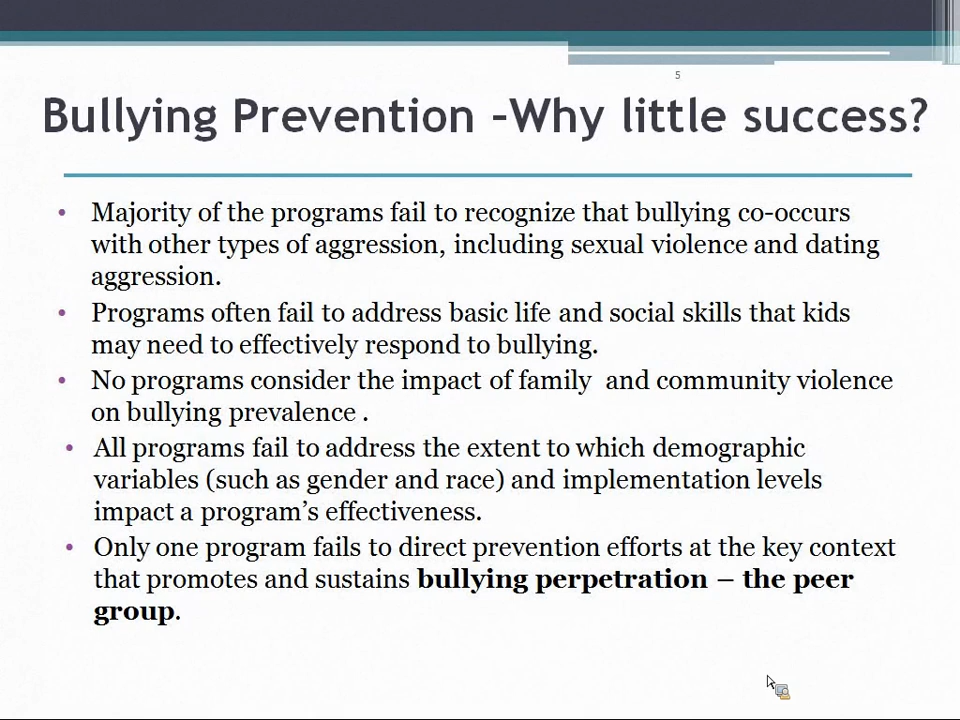 5
Bullying Prevention -Why little success?
• Majority of the programs fail to recognize that bullying co-occurs
with other types of aggression, including sexual violence and dating
aggression.
• Programs often fail to address basic life and social skills that kids
may need to effectively respond to bullying.
• No programs consider the impact of family  and community violence
on bullying prevalence .
• All programs fail to address the extent to which demographic
variables (such as gender and race) and implementation levels
impact a program’s effectiveness.
• Only one program fails to direct prevention efforts at the key context
that promotes and sustains bullying perpetration – the peer
group.